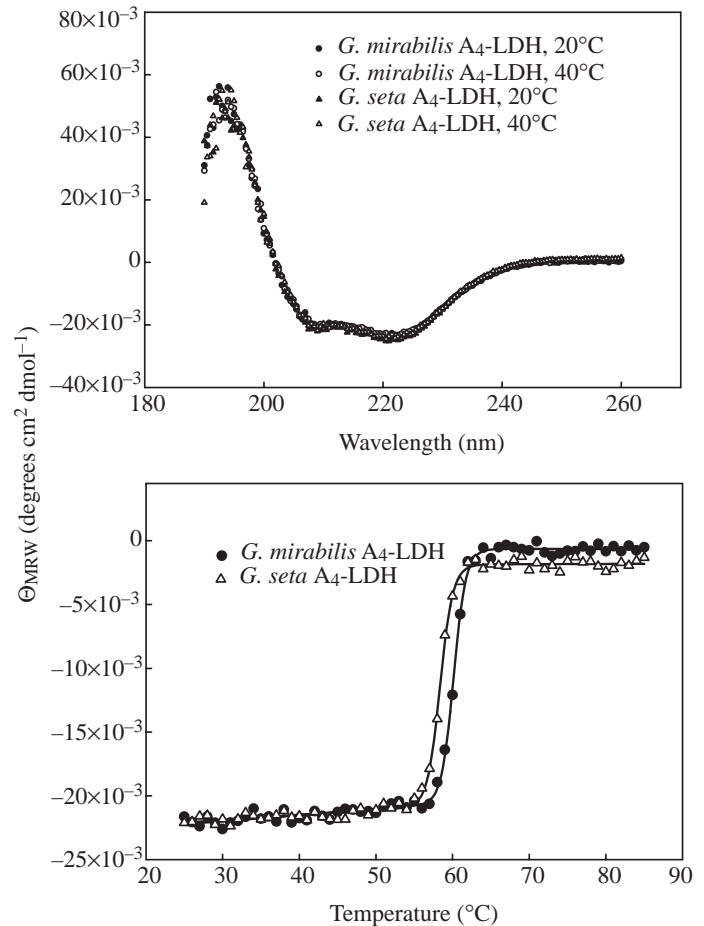 80×10⁻³
60×10⁻³
40×10⁻³
20×10⁻³
0
−20×10⁻³
−40×10⁻³
G. mirabilis A₄-LDH, 20°C
G. mirabilis A₄-LDH, 40°C
G. seta A₄-LDH, 20°C
G. seta A₄-LDH, 40°C
180 200 220 240 260
Wavelength (nm)
Θ_MRW (degrees cm² dmol⁻¹)
0
−5×10⁻³
−10×10⁻³
−15×10⁻³
−20×10⁻³
−25×10⁻³
G. mirabilis A₄-LDH
G. seta A₄-LDH
20 30 40 50 60 70 80 90
Temperature (°C)